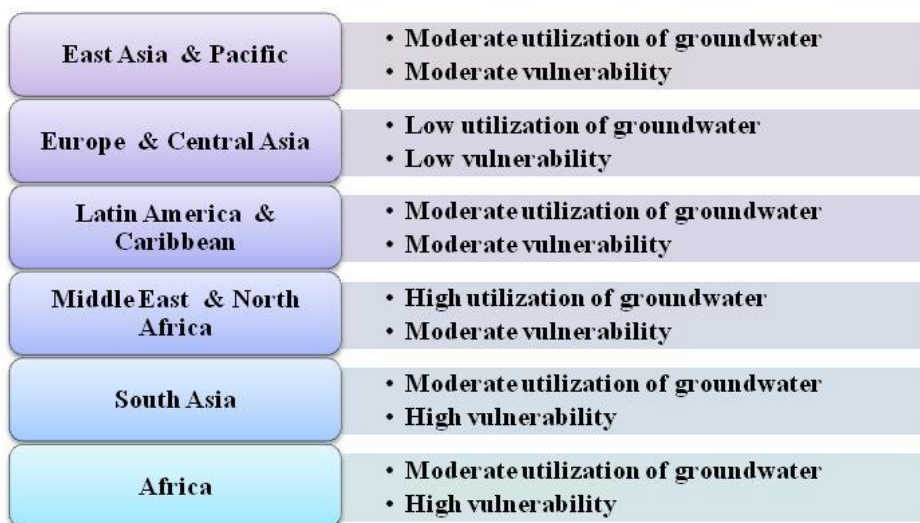 East Asia & Pacific
• Moderate utilization of groundwater
• Moderate vulnerability
Europe & Central Asia
• Low utilization of groundwater
• Low vulnerability
Latin America &
Caribbean
• Moderate utilization of groundwater
• Moderate vulnerability
Middle East & North
Africa
• High utilization of groundwater
• Moderate vulnerability
South Asia
• Moderate utilization of groundwater
• High vulnerability
Africa
• Moderate utilization of groundwater
• High vulnerability